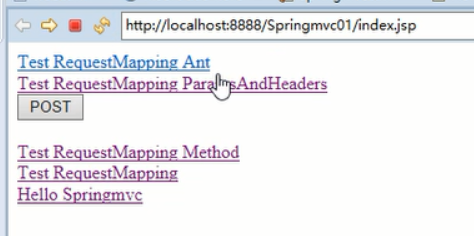 http://localhost:8888/Springmvc01/index.jsp
Test RequestMapping Ant
Test RequestMapping ParamsAndHeaders
POST
Test RequestMapping Method
Test RequestMapping
Hello Springmvc